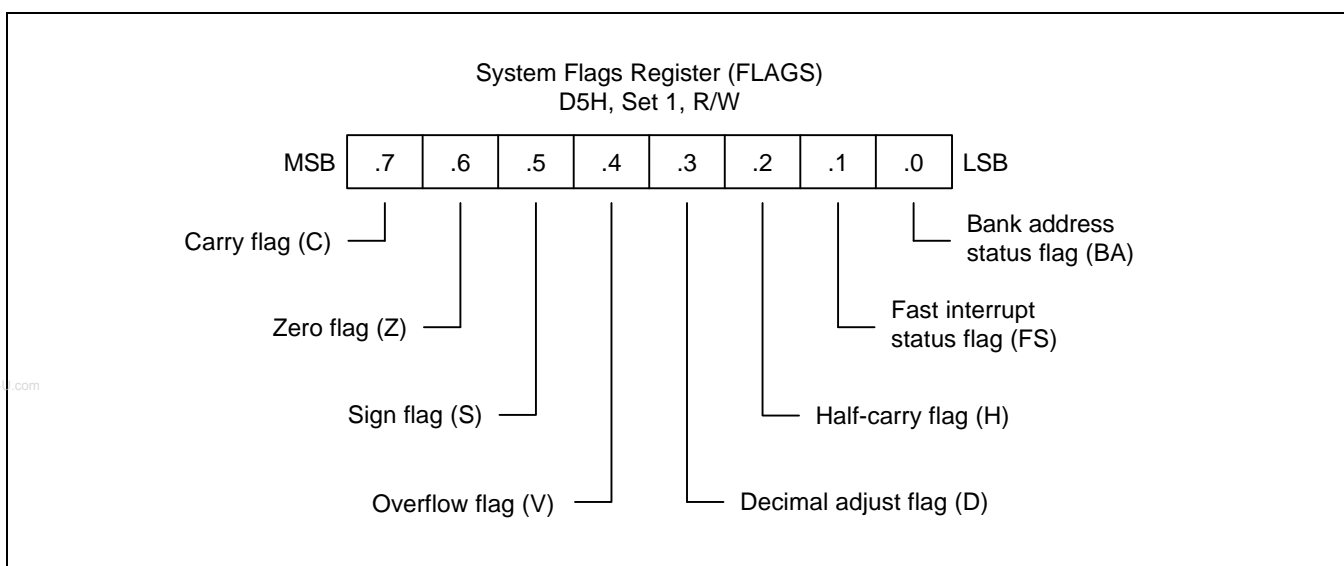 System Flags Register (FLAGS)
D5H, Set 1, R/W
MSB .7 .6 .5 .4 .3 .2 .1 .0 LSB
Carry flag (C)
Bank address
status flag (BA)
Zero flag (Z)
Fast interrupt
status flag (FS)
Sign flag (S)
Half-carry flag (H)
Overflow flag (V)
Decimal adjust flag (D)